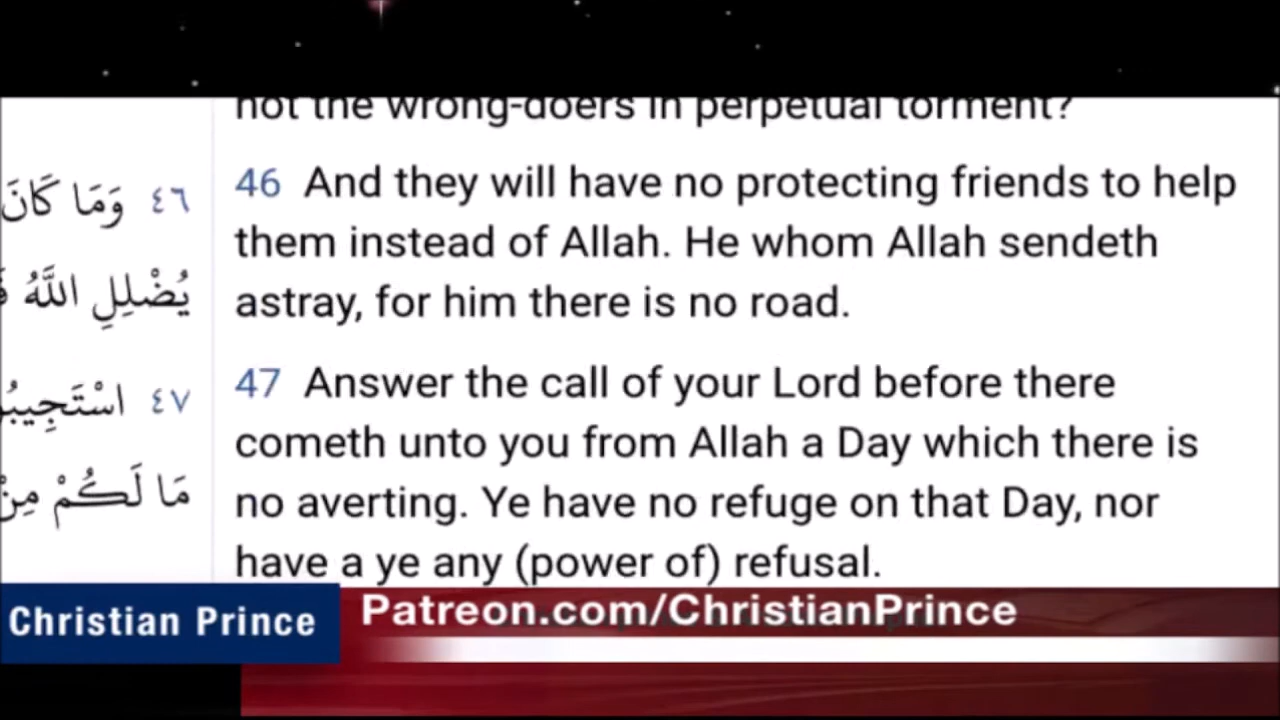 not the wrong-doers in perpetual torment?
46 And they will have no protecting friends to help
them instead of Allah. He whom Allah sendeth
astray, for him there is no road.
47 Answer the call of your Lord before there
cometh unto you from Allah a Day which there is
no averting. Ye have no refuge on that Day, nor
have a ye any (power of) refusal.
٤٦ وَمَا كَانَ
يُضْلِلِ اللَّهُ
٤٧
مَا لَكُمْ مِنْ
Christian Prince
Patreon.com/ChristianPrince